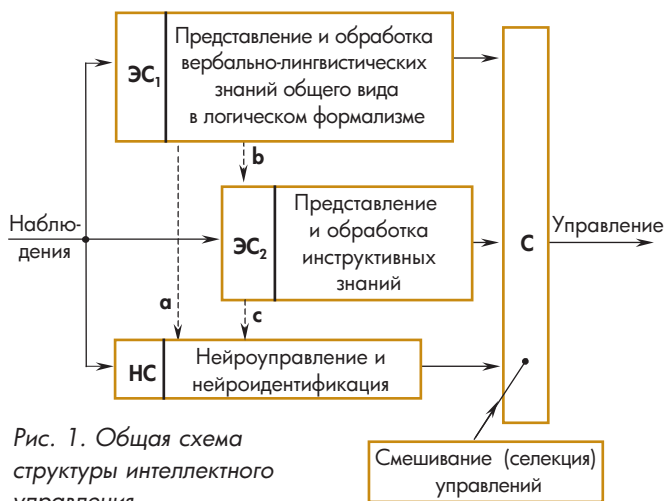 ЭС₁
Представление и обработка
вербально-лингвистических
знаний общего вида
в логическом формализме
b
Наблю-
дения
ЭС₂
Представление
и обработка
инструктивных
знаний
С
Управление
a
c
НС
Нейроуправление и
нейроидентификация
Рис. 1. Общая схема
структуры интеллектного
управления
Смешивание (селекция)
управлений